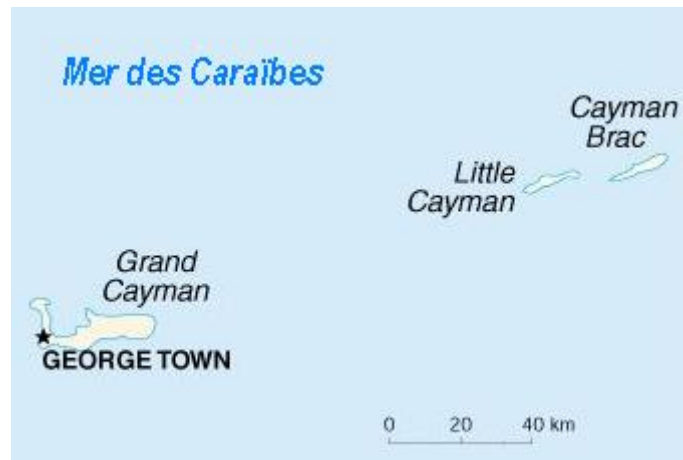 Mer des Caraïbes
Cayman
Brac
Little
Cayman
Grand
Cayman
GEORGE TOWN
0 20 40 km